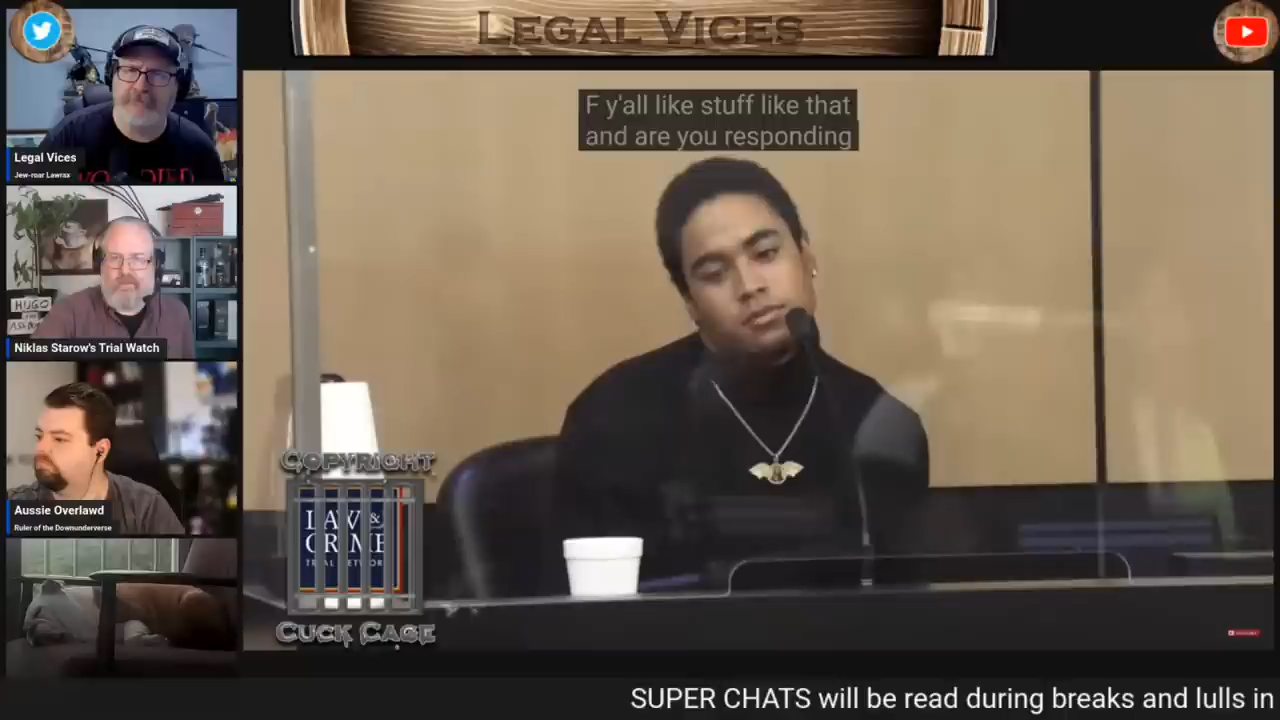 LEGAL VICES
F y'all like stuff like that
and are you responding
Legal Vices
Jew-roar Lawrax
HUGO
Niklas Starow's Trial Watch
Aussie Overlawd
Ruler of the Downunderverse
COPYRIGHT
LAW &
CRIME
CUCK CAGE
SUPER CHATS will be read during breaks and lulls in